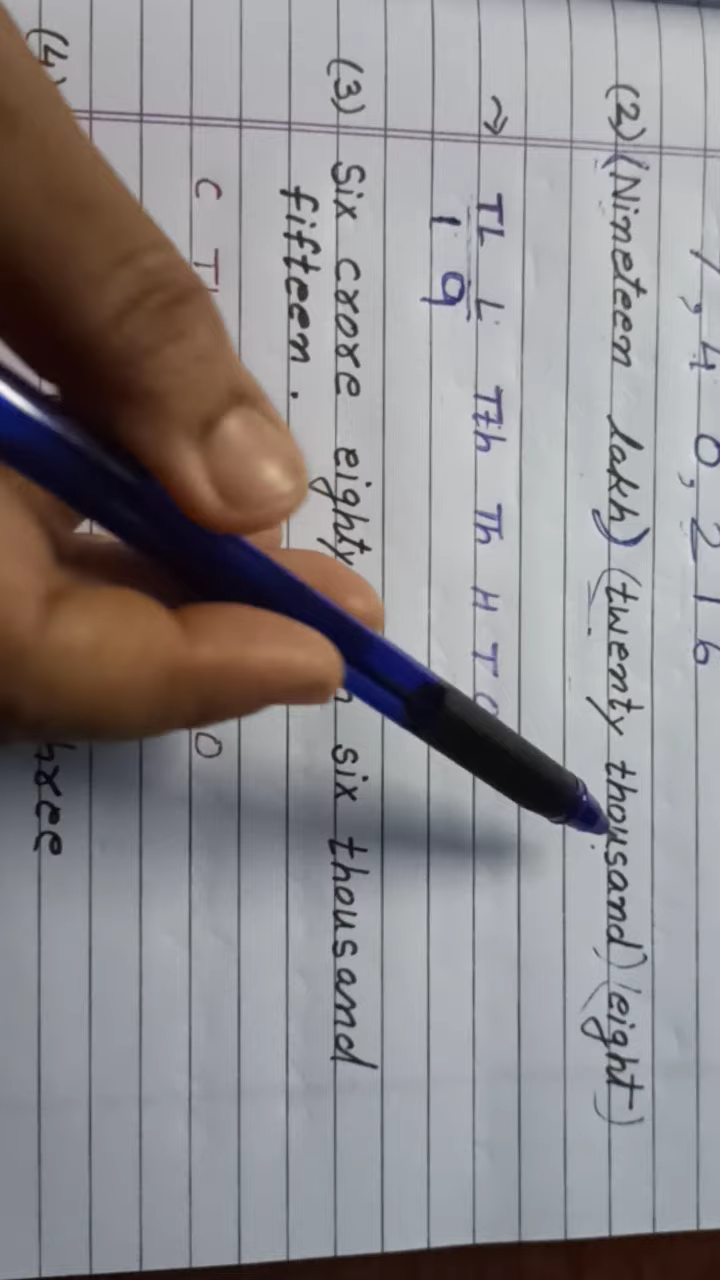 7, 4 0, 2 1 6
(2) (Nineteen lakh) (twenty thousand) (eight)
→ TL L Tth Th H T O
1 9
(3) Six crore eighty six thousand
fifteen.
C O
(4) three